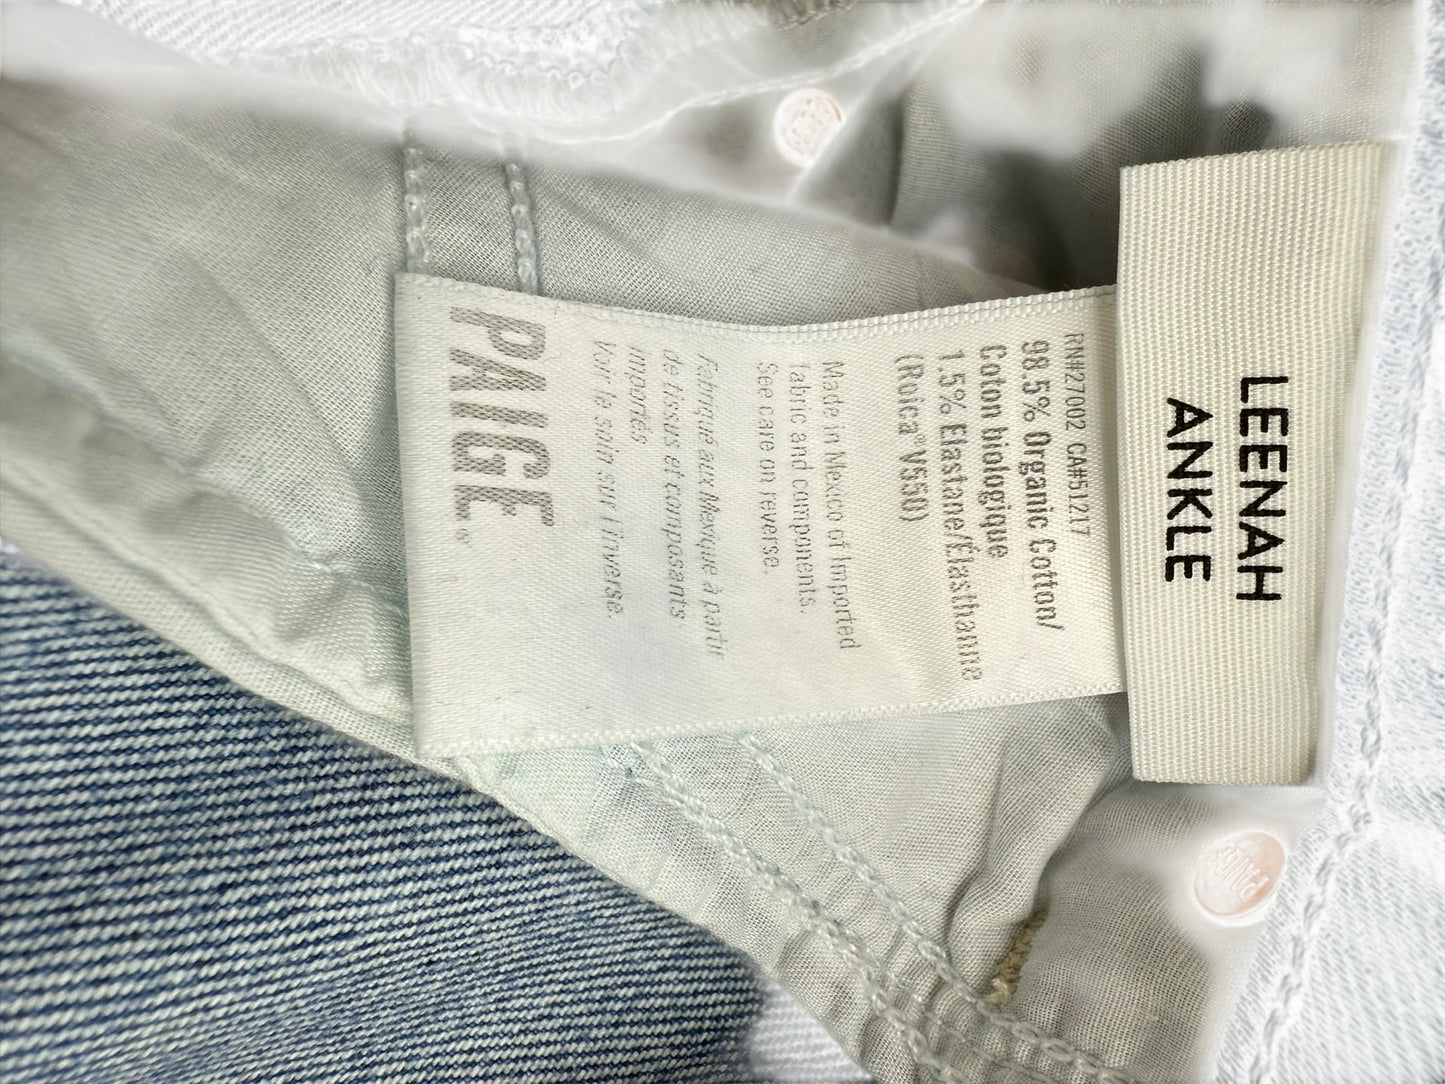 LEENAH
ANKLE
RN#27002 CA#51217
98.5% Organic Cotton/
Coton biologique
1.5% Elastane/Élasthanne
(Roica® V550)
Made in Mexico of Imported
fabric and components.
See care on reverse.
Fabriqué aux Mexique à partir
de tissus et composants
importés
Voir le sain sur l'inverse.
PAIGE®